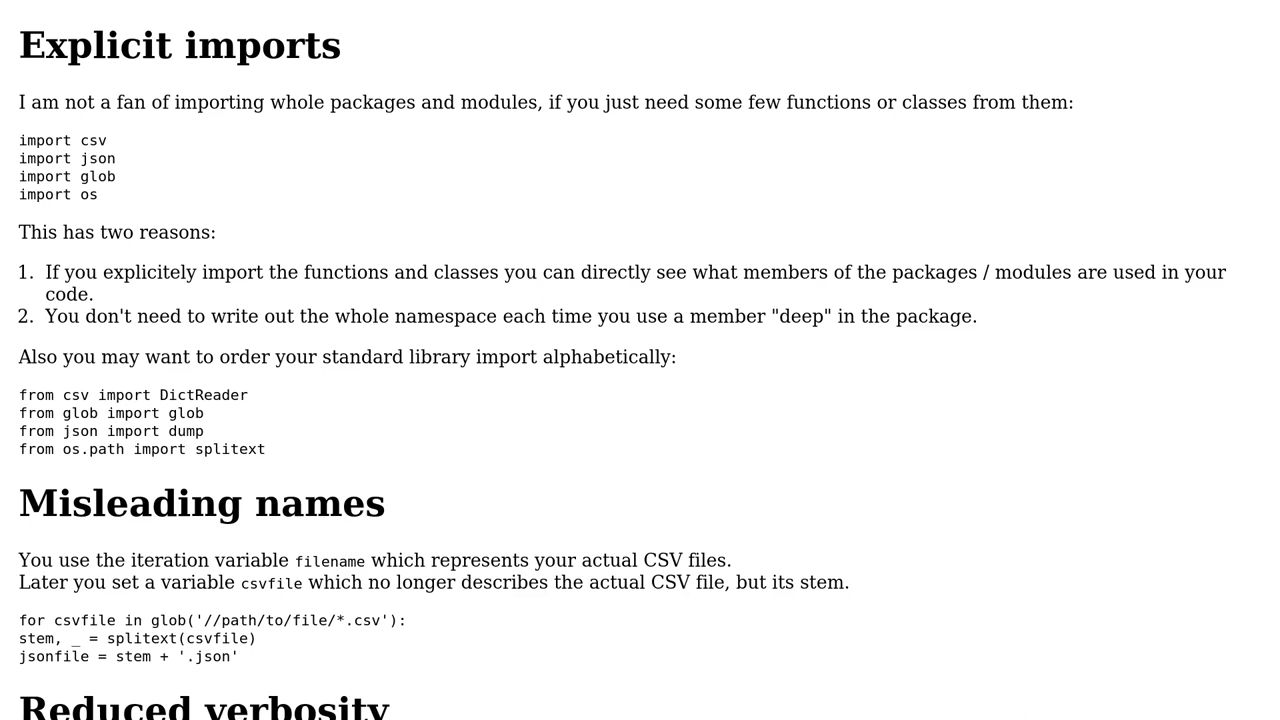 Explicit imports
I am not a fan of importing whole packages and modules, if you just need some few functions or classes from them:
import csv
import json
import glob
import os
This has two reasons:
1. If you explicitely import the functions and classes you can directly see what members of the packages / modules are used in your
code.
2. You don't need to write out the whole namespace each time you use a member "deep" in the package.
Also you may want to order your standard library import alphabetically:
from csv import DictReader
from glob import glob
from json import dump
from os.path import splitext
Misleading names
You use the iteration variable filename which represents your actual CSV files.
Later you set a variable csvfile which no longer describes the actual CSV file, but its stem.
for csvfile in glob('//path/to/file/*.csv'):
stem, _ = splitext(csvfile)
jsonfile = stem + '.json'
Reduced verbosity